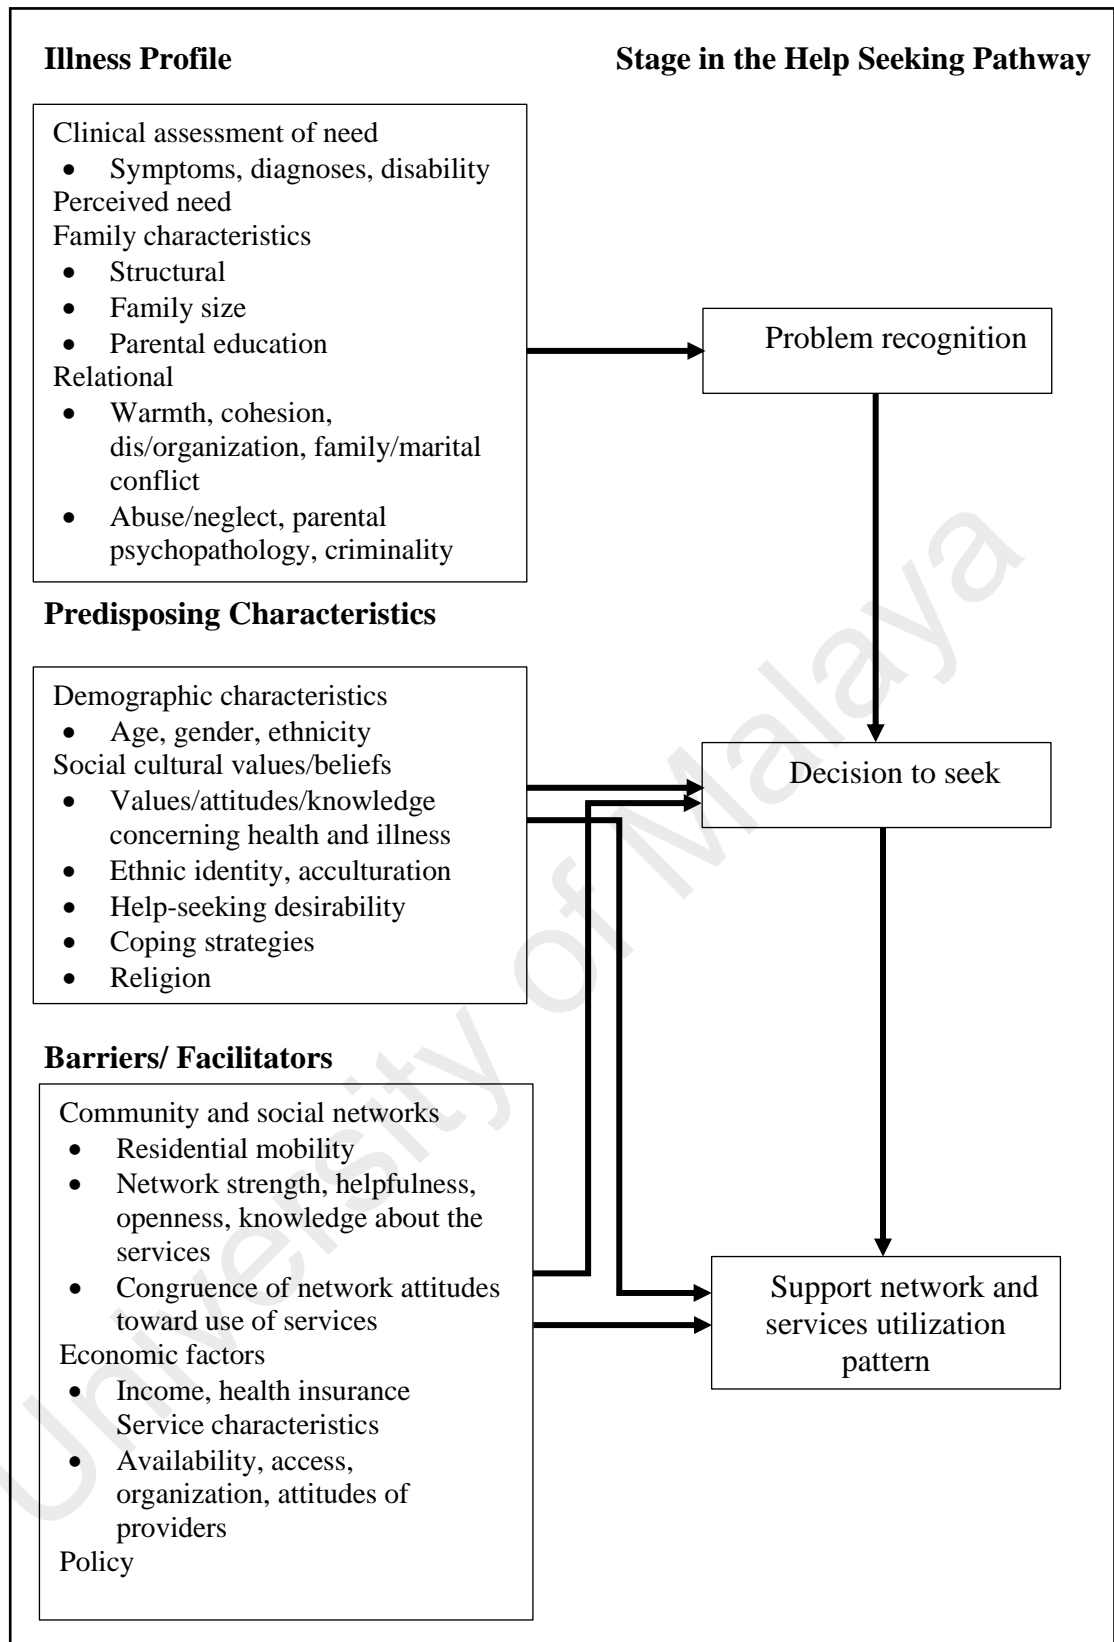 Illness Profile
Stage in the Help Seeking Pathway
Clinical assessment of need
• Symptoms, diagnoses, disability
Perceived need
Family characteristics
• Structural
• Family size
• Parental education
Relational
• Warmth, cohesion,
dis/organization, family/marital
conflict
• Abuse/neglect, parental
psychopathology, criminality
Problem recognition
Predisposing Characteristics
Demographic characteristics
• Age, gender, ethnicity
Social cultural values/beliefs
• Values/attitudes/knowledge
concerning health and illness
• Ethnic identity, acculturation
• Help-seeking desirability
• Coping strategies
• Religion
Decision to seek
Barriers/ Facilitators
Community and social networks
• Residential mobility
• Network strength, helpfulness,
openness, knowledge about the
services
• Congruence of network attitudes
toward use of services
Economic factors
• Income, health insurance
Service characteristics
• Availability, access,
organization, attitudes of
providers
Policy
Support network and
services utilization
pattern
University of Malaya